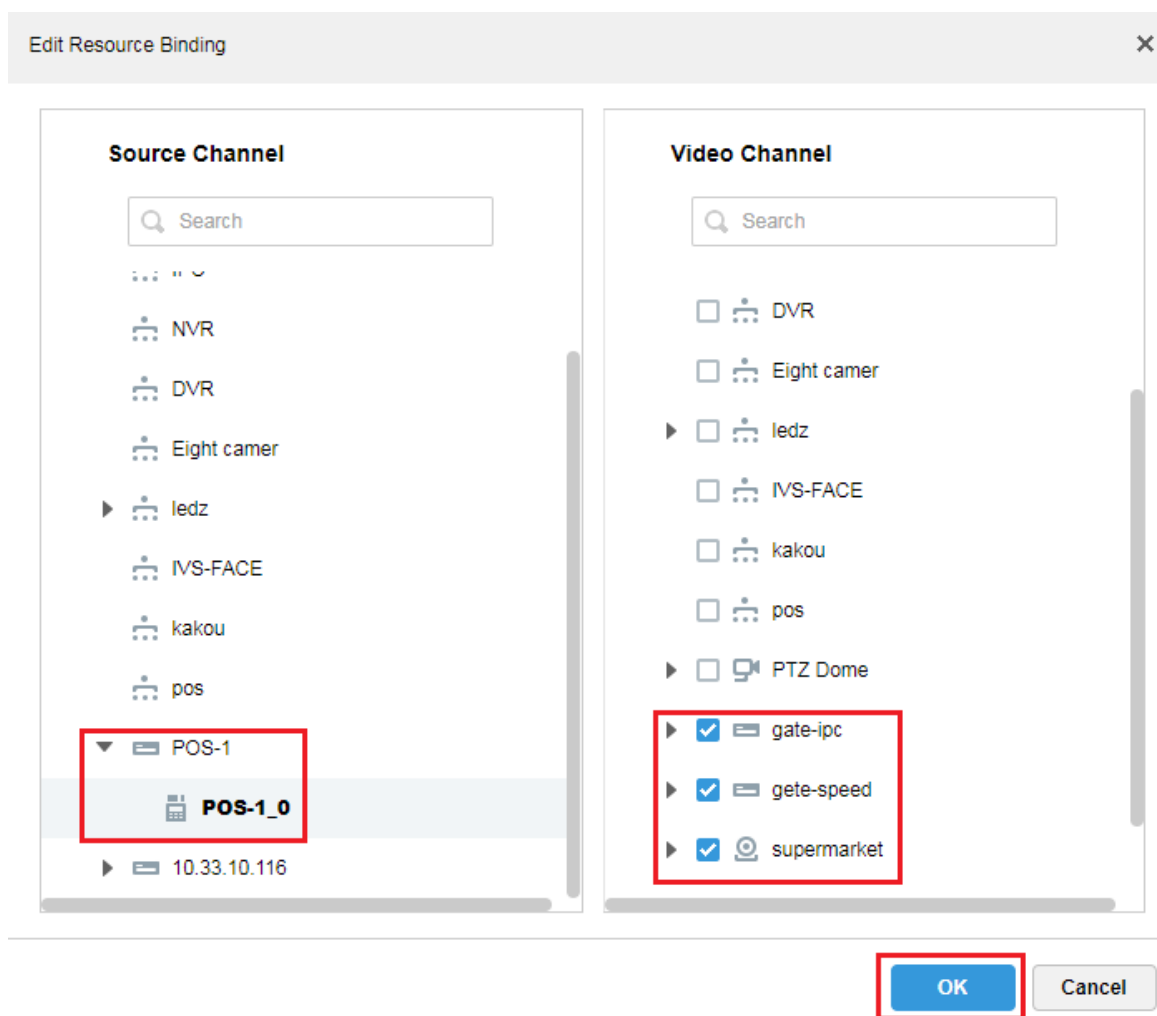 Edit Resource Binding
Source Channel
Search
NVR
DVR
Eight camer
ledz
IVS-FACE
kakou
pos
POS-1
POS-1_0
10.33.10.116
Video Channel
Search
DVR
Eight camer
ledz
IVS-FACE
kakou
pos
PTZ Dome
gate-ipc
gete-speed
supermarket
OK
Cancel